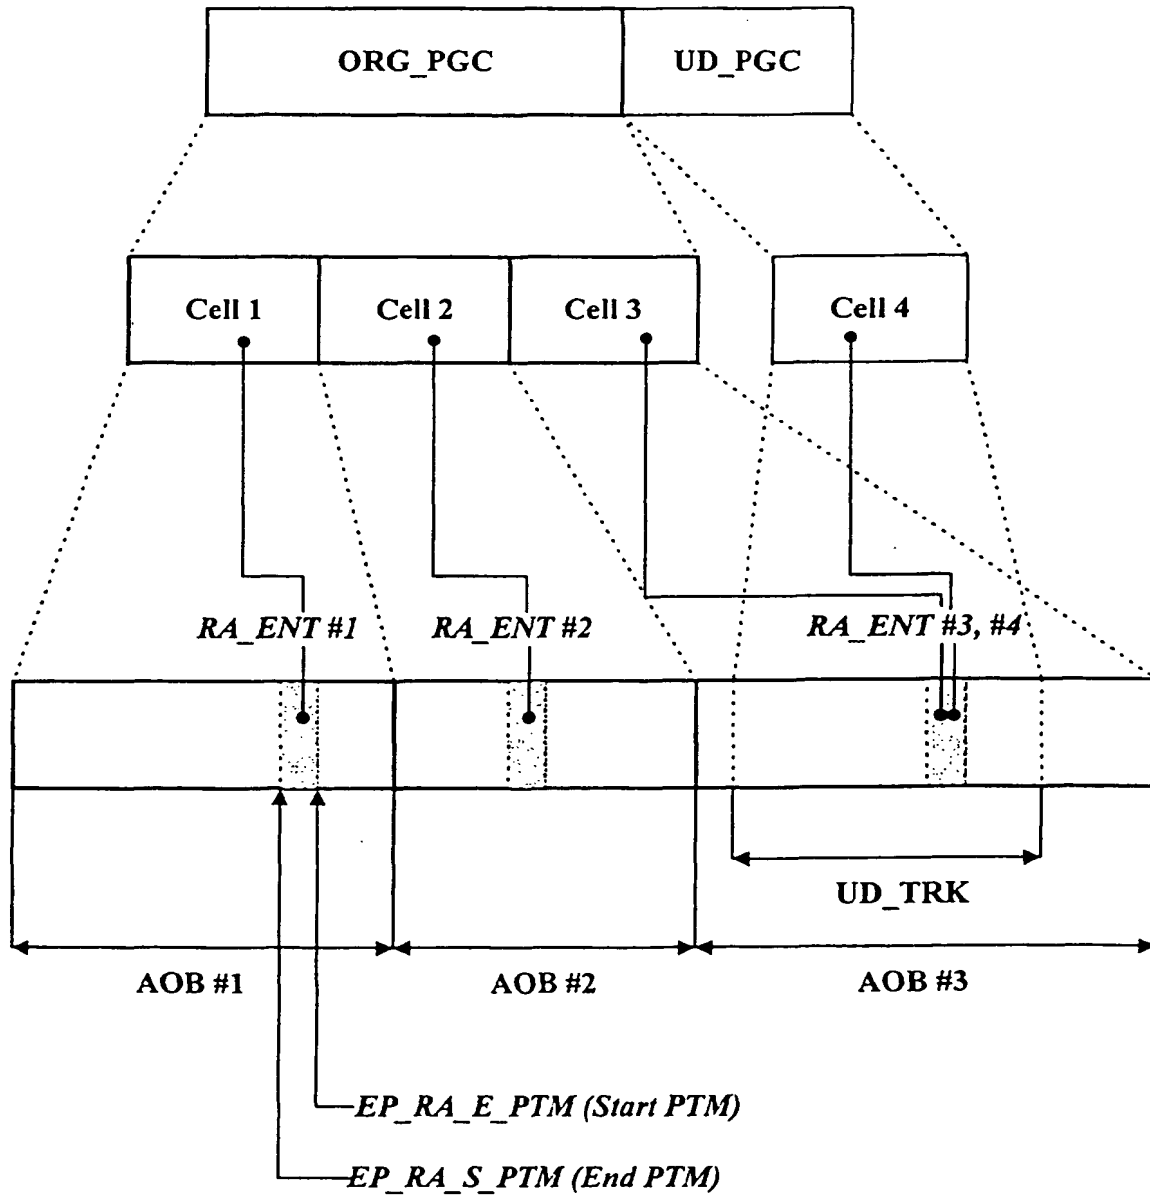 ORG_PGC
UD_PGC
Cell 1
Cell 2
Cell 3
Cell 4
RA_ENT #1
RA_ENT #2
RA_ENT #3, #4
UD_TRK
AOB #1
AOB #2
AOB #3
EP_RA_E_PTM (Start PTM)
EP_RA_S_PTM (End PTM)